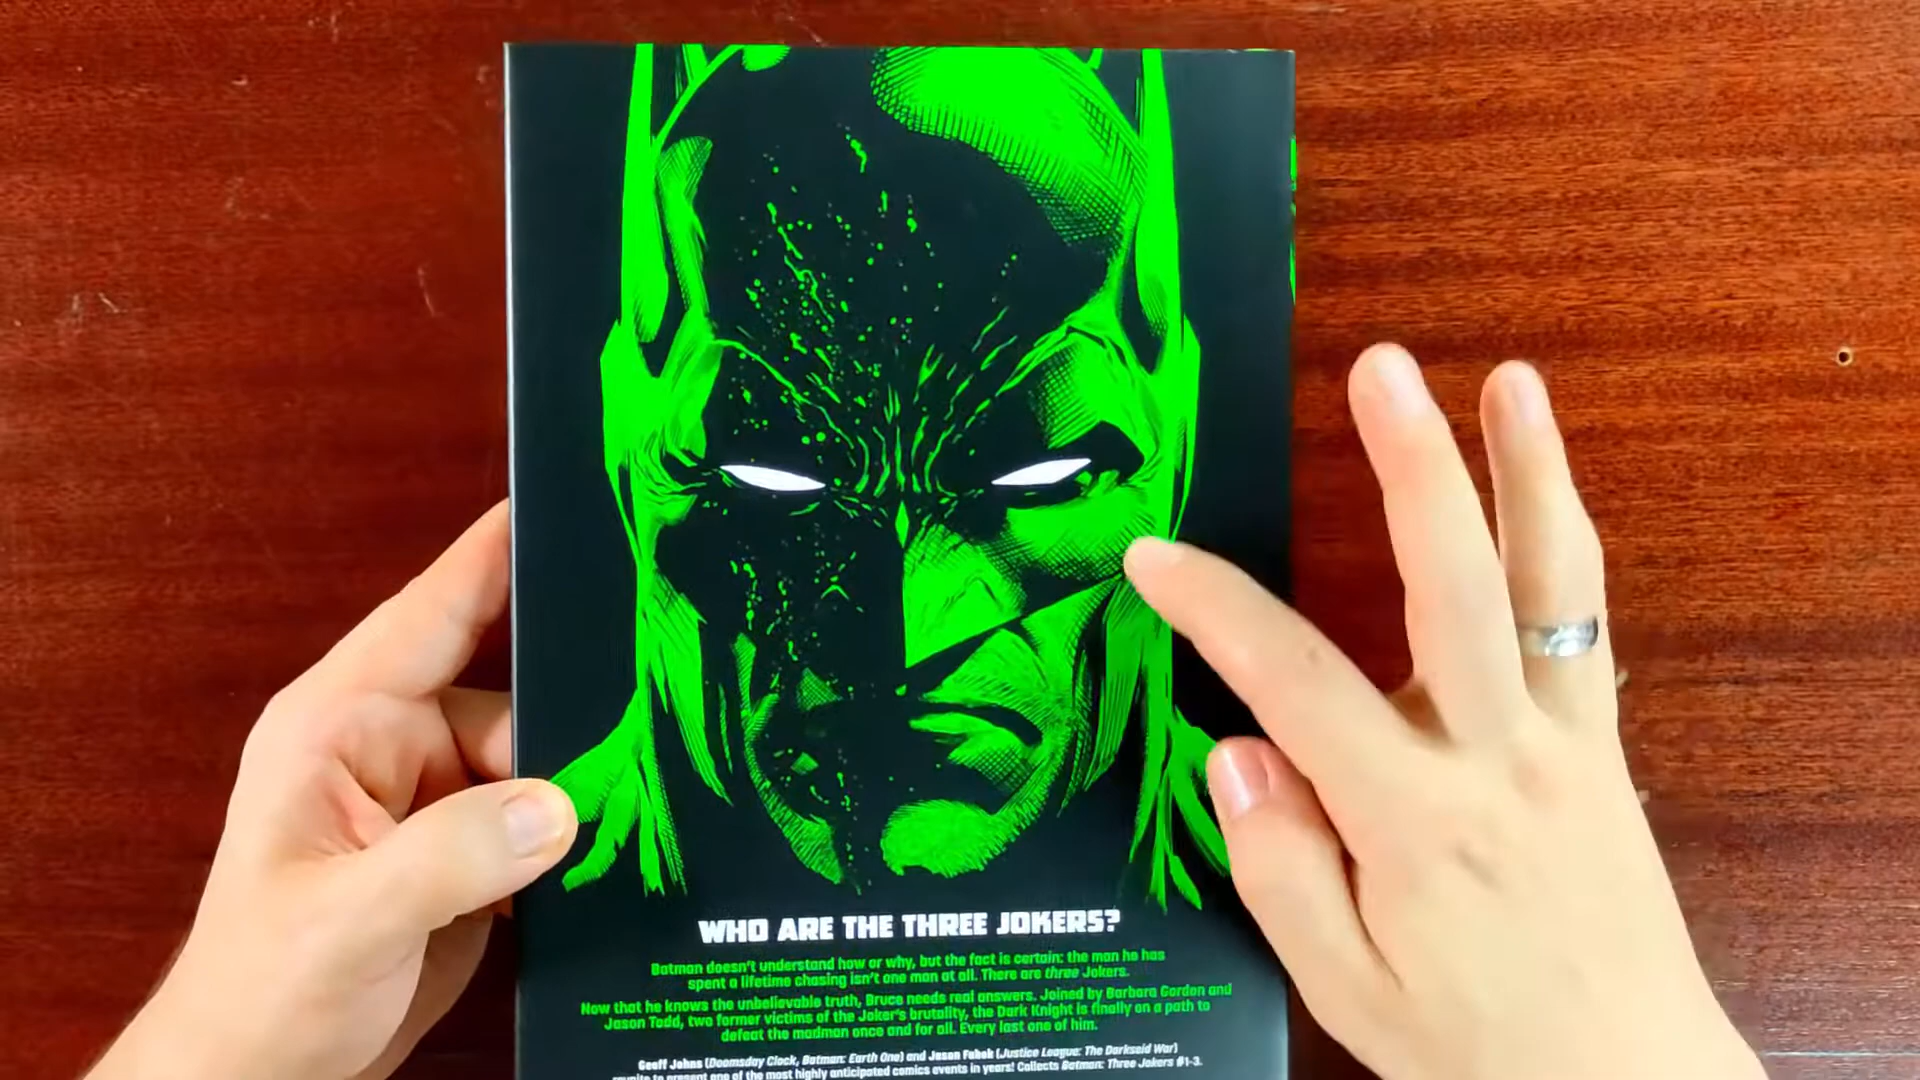 WHO ARE THE THREE JOKERS?
Batman doesn't understand how or why, but the fact is certain: the man he has
spent a lifetime chasing isn't one man at all. There are three Jokers.
Now that he knows the unbelievable truth, Bruce needs real answers. Joined by Barbara Gordon and
Jason Todd, two former victims of the Joker's brutality, the Dark Knight is finally on a path to
defeat the madman once and for all. Every last one of him.
Geoff Johns (Doomsday Clock, Batman: Earth One) and Jason Fabok (Justice League: The Darkseid War)
reunite to present one of the most highly anticipated comics events in years! Collects Batman: Three Jokers #1-3.